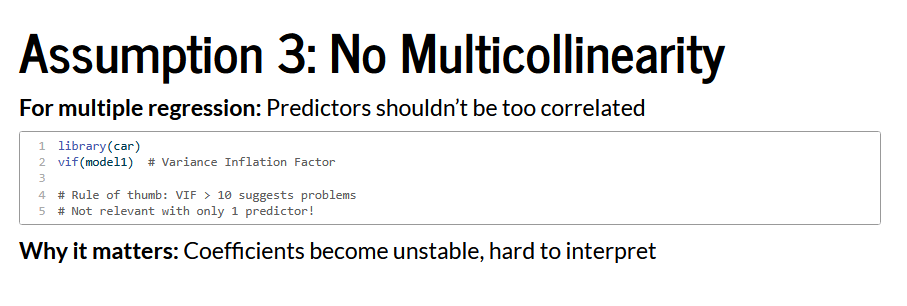 Assumption 3: No Multicollinearity
For multiple regression: Predictors shouldn’t be too correlated
1 library(car)
2 vif(model1)  # Variance Inflation Factor
3
4 # Rule of thumb: VIF > 10 suggests problems
5 # Not relevant with only 1 predictor!
Why it matters: Coefficients become unstable, hard to interpret